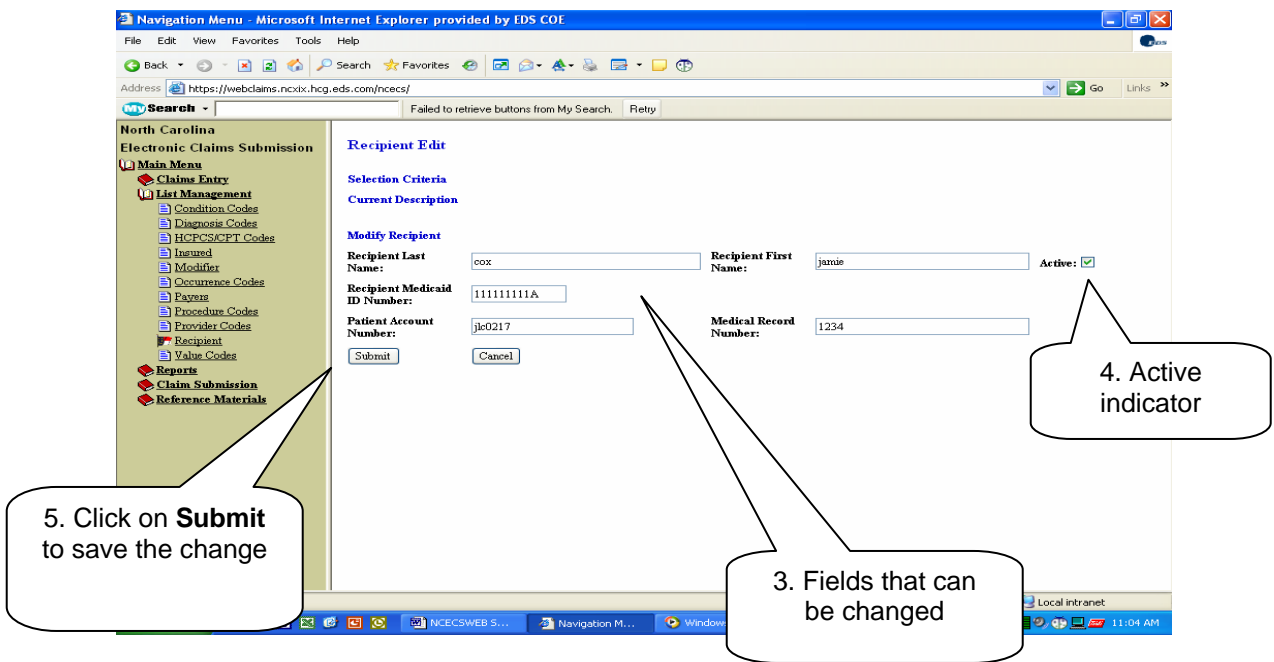 Navigation Menu - Microsoft Internet Explorer provided by EDS COE
File Edit View Favorites Tools Help
EDS
Back Search Favorites
Address https://webclaims.ncxix.hcg.eds.com/ncecs/ Go Links »
My Search Failed to retrieve buttons from My Search. Retry
North Carolina
Electronic Claims Submission
Main Menu
Claims Entry
List Management
Condition Codes
Diagnosis Codes
HCPCS/CPT Codes
Insured
Modifier
Occurrence Codes
Payers
Procedure Codes
Provider Codes
Recipient
Value Codes
Reports
Claim Submission
Reference Materials
Recipient Edit
Selection Criteria
Current Description
Modify Recipient
Recipient Last Name: cox Recipient First Name: jamie Active:
Recipient Medicaid ID Number: 111111111A
Patient Account Number: jlc0217 Medical Record Number: 1234
Submit Cancel
4. Active
indicator
5. Click on Submit
to save the change
3. Fields that can
be changed
Local intranet
NCECSWEB S... Navigation M... Window 11:04 AM